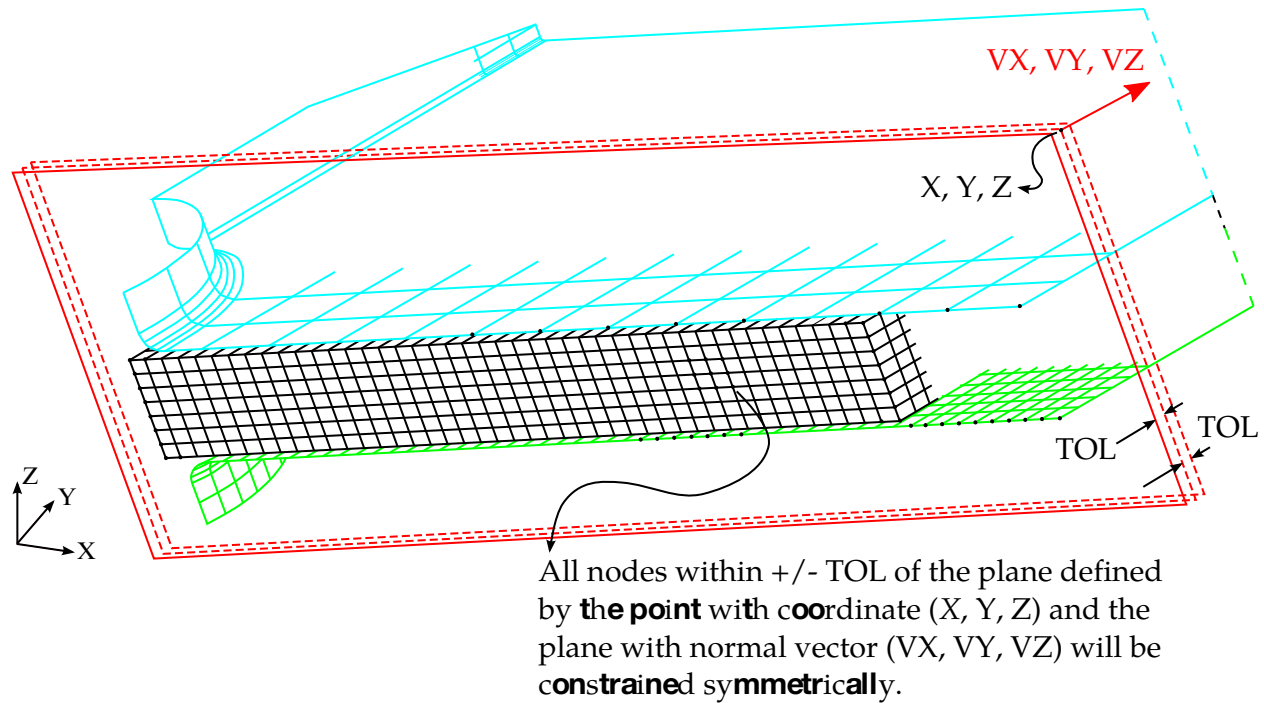 VX, VY, VZ
X, Y, Z
TOL
TOL
Z
Y
X
All nodes within +/- TOL of the plane defined
by the point with coordinate (X, Y, Z) and the
plane with normal vector (VX, VY, VZ) will be
constrained symmetrically.